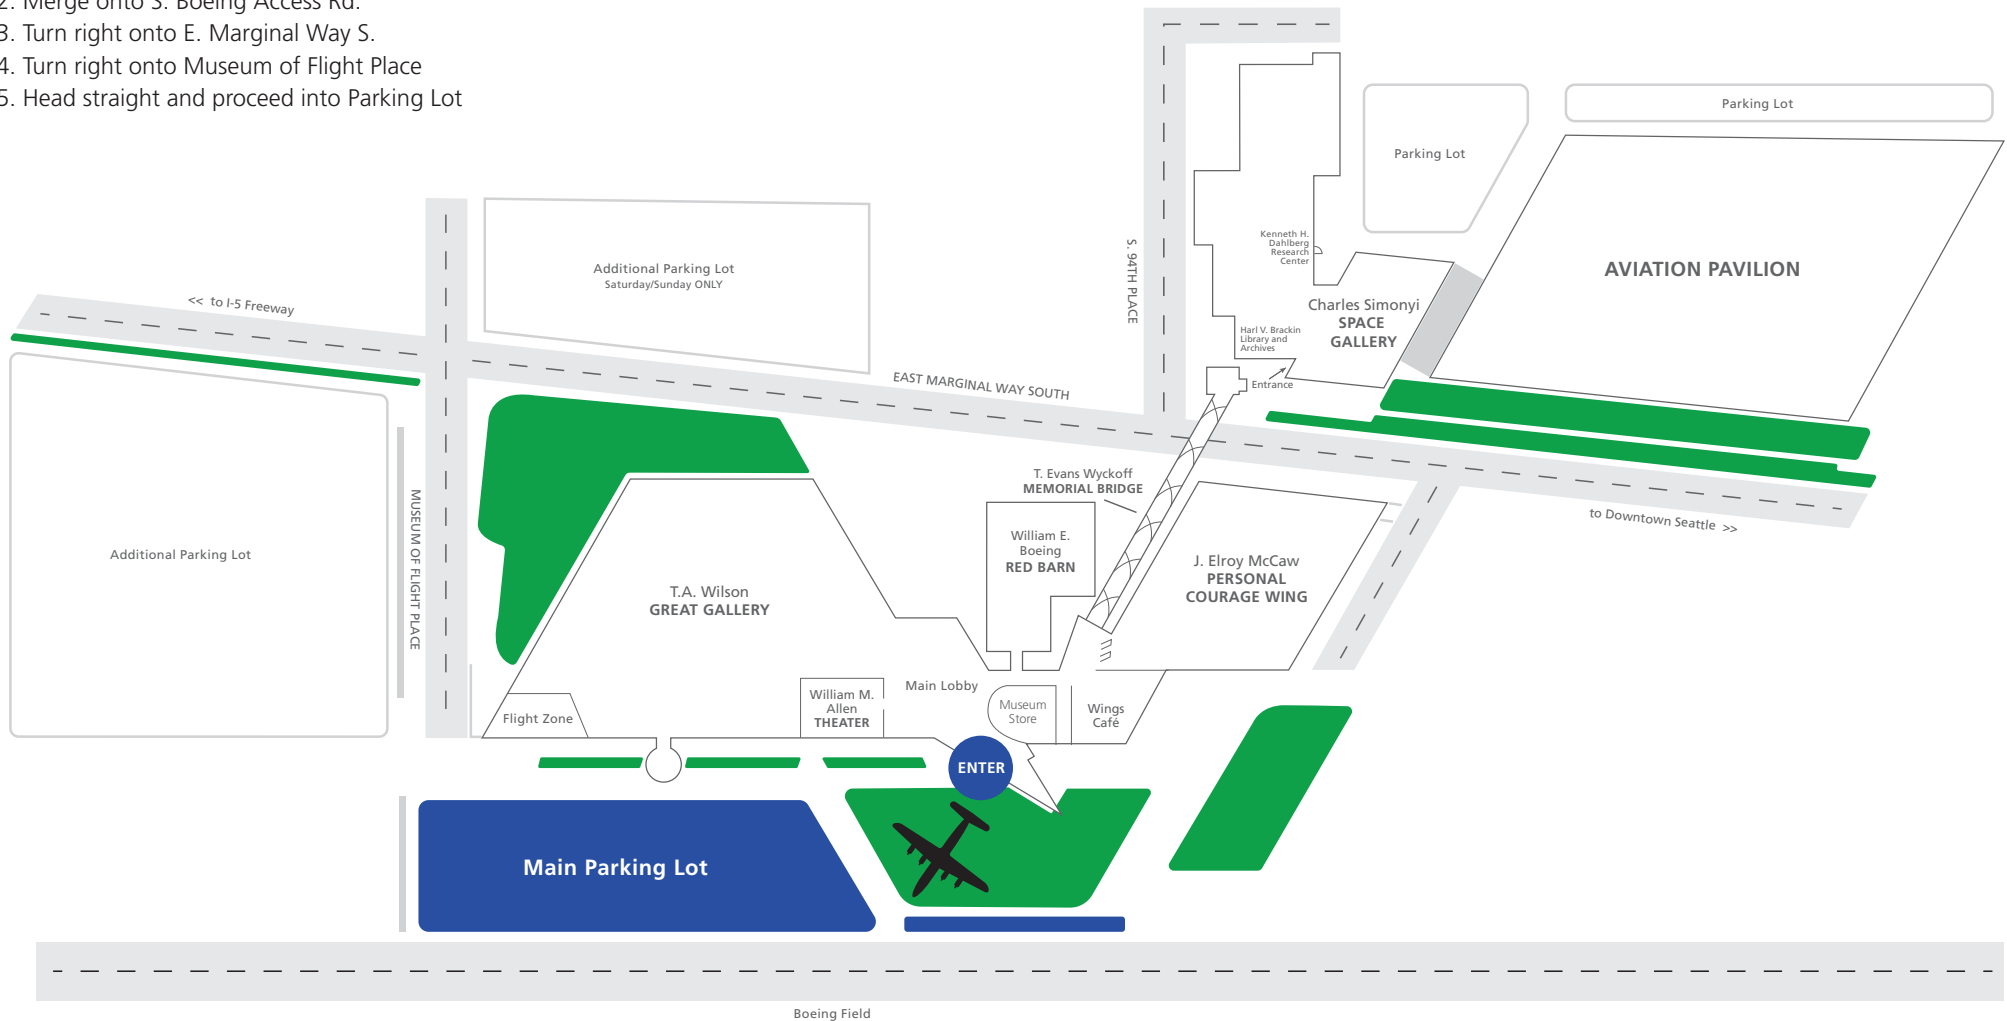 2. Merge onto S. Boeing Access Rd.
3. Turn right onto E. Marginal Way S.
4. Turn right onto Museum of Flight Place
5. Head straight and proceed into Parking Lot
Parking Lot
Parking Lot
Kenneth H.
Dahlberg
Research
Center
S. 94TH PLACE
AVIATION PAVILION
Additional Parking Lot
Saturday/Sunday ONLY
<< to I-5 Freeway
Charles Simonyi
SPACE
GALLERY
Harl V. Brackin
Library and
Archives
Entrance
EAST MARGINAL WAY SOUTH
T. Evans Wyckoff
MEMORIAL BRIDGE
to Downtown Seattle >>
Additional Parking Lot
MUSEUM OF FLIGHT PLACE
William E.
Boeing
RED BARN
J. Elroy McCaw
PERSONAL
COURAGE WING
T.A. Wilson
GREAT GALLERY
Flight Zone
William M.
Allen
THEATER
Main Lobby
Museum
Store
Wings
Café
ENTER
Main Parking Lot
Boeing Field